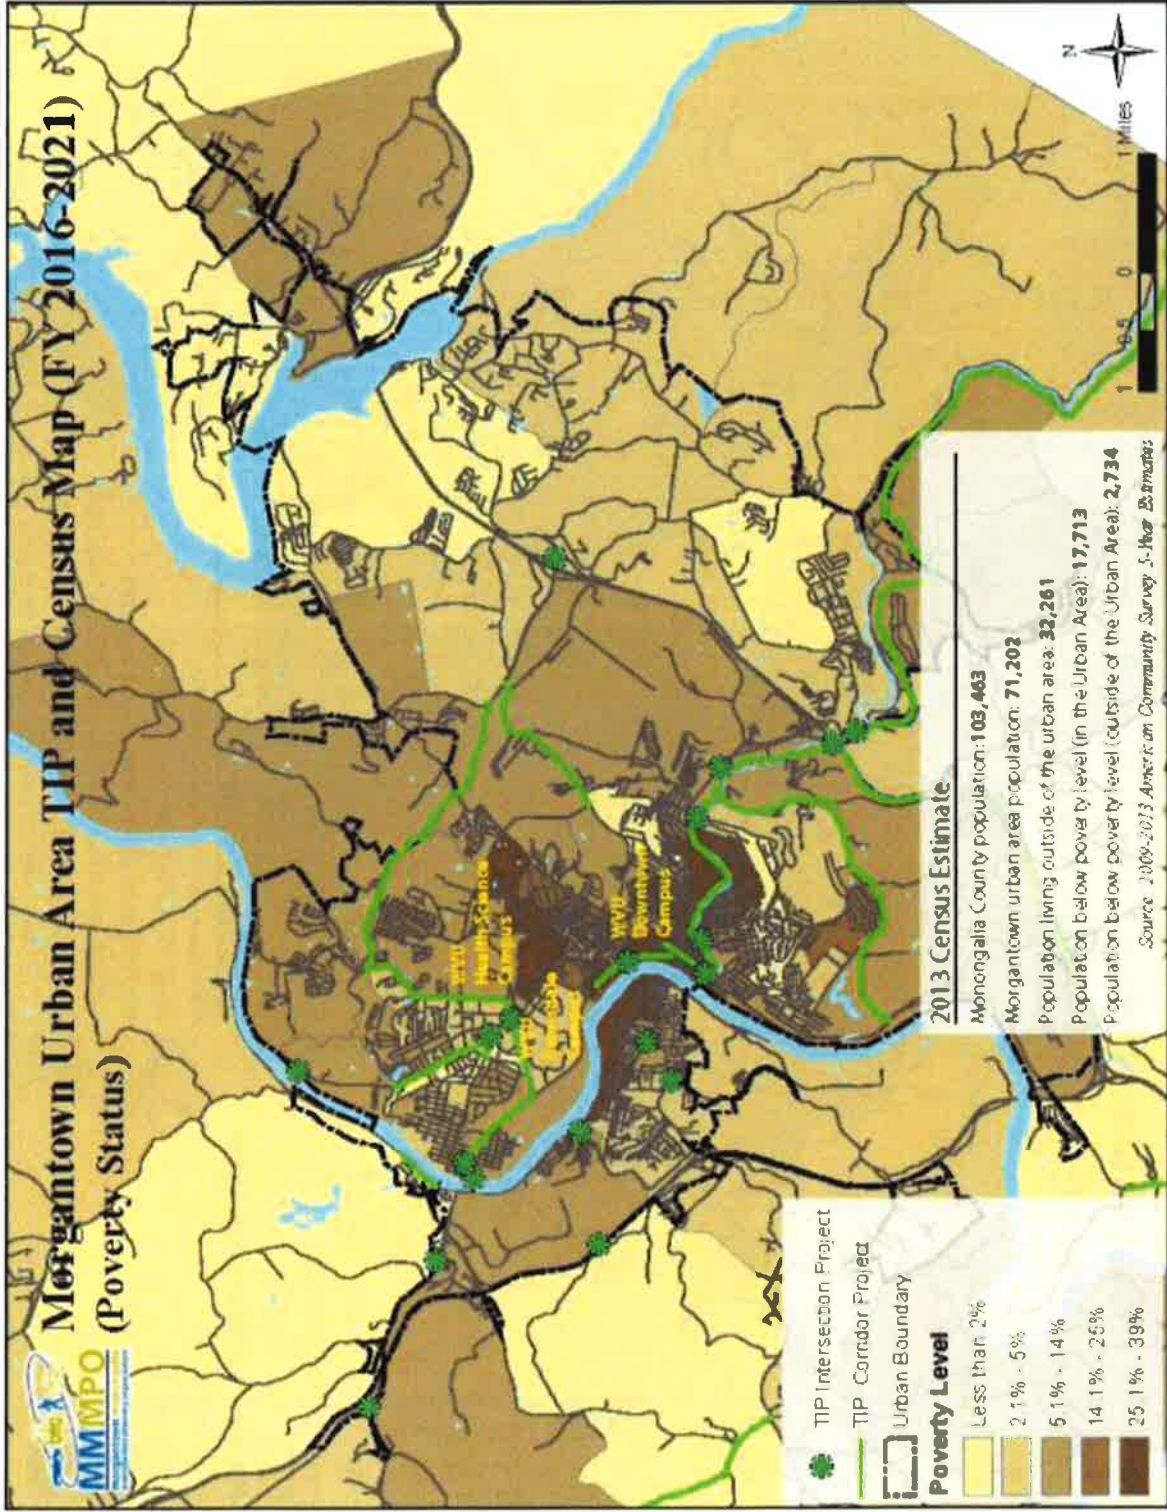 Morgantown Urban Area TIP and Census Map (FY 2016-2021)
(Poverty Status)
MMMPO
WVU
Health Sciences
Campus
WVU
Downtown
Campus
TIP Intersection Project
TIP Corridor Project
Urban Boundary
Poverty Level
Less than 2%
2.1% - 5%
5.1% - 14%
14.1% - 25%
25.1% - 39%
2013 Census Estimate
Monongalia County population: 103,463
Morgantown urban area population: 71,202
Population living outside of the urban area: 32,261
Population below poverty level (in the Urban Area): 17,713
Population below poverty level (outside of the Urban Area): 2,734
Source: 2009-2013 American Community Survey 5-Year Estimates
N
1 0.5 0 1 Miles